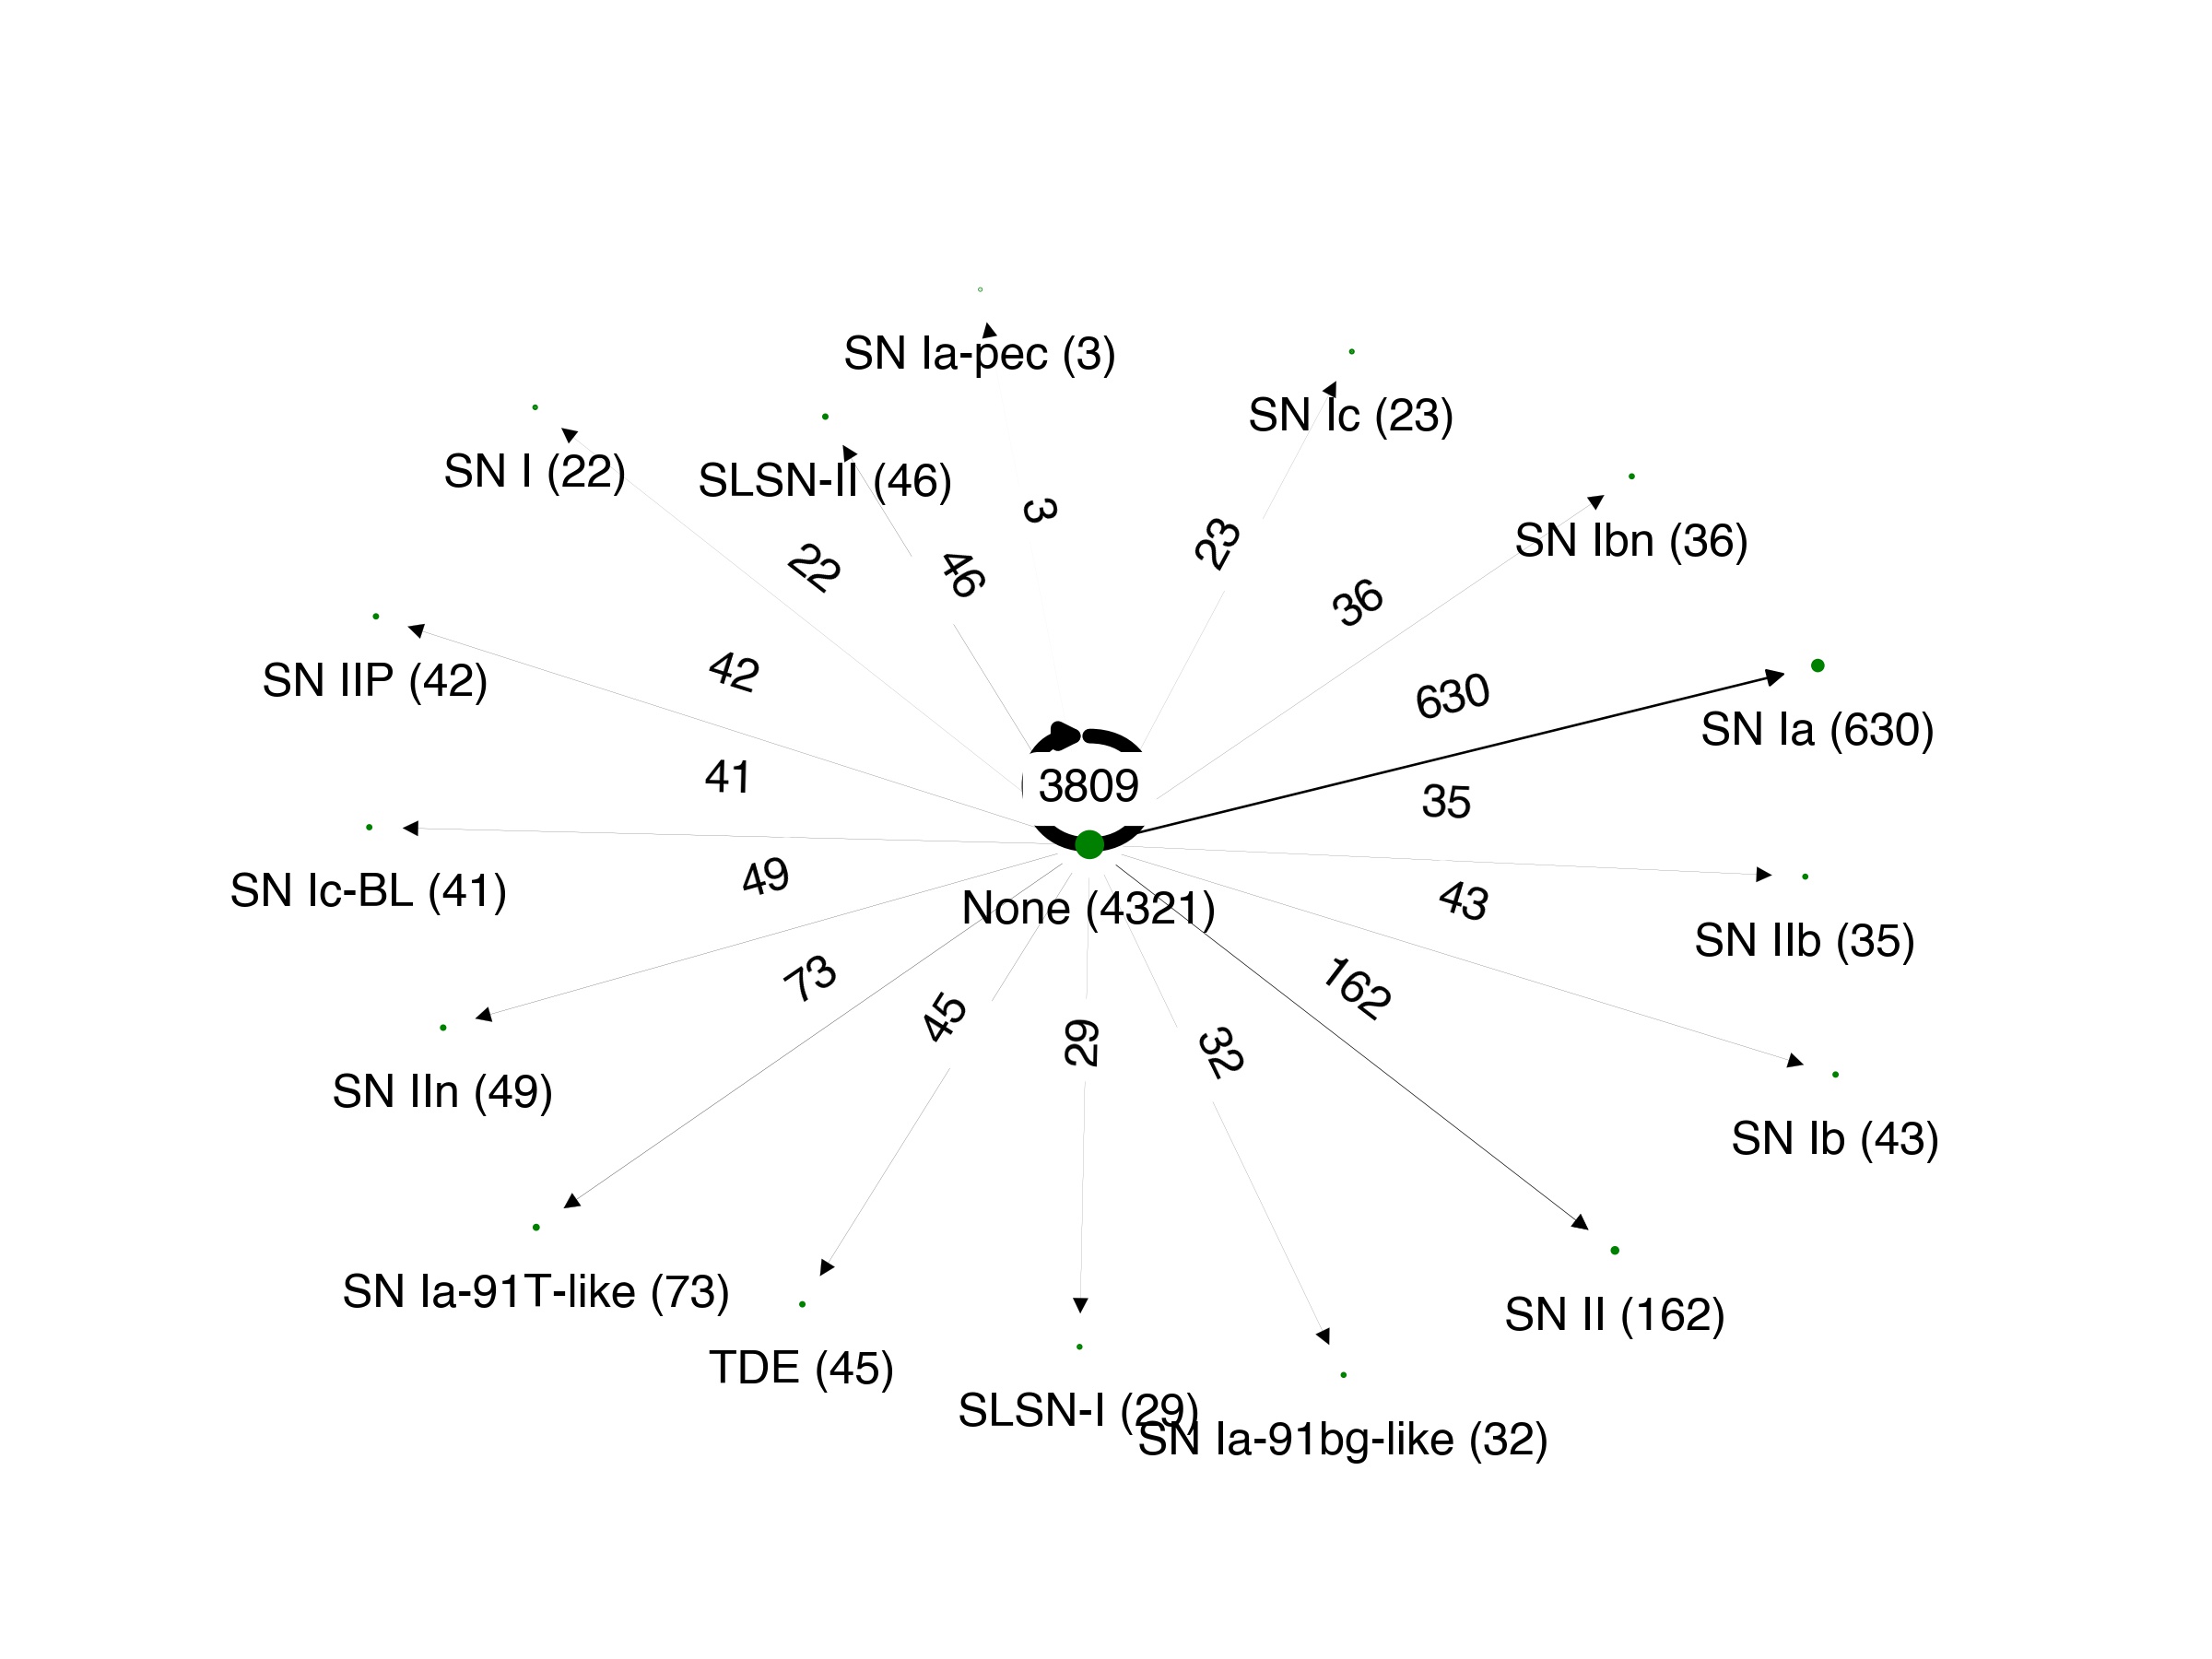 SN Ia-pec (3)
SN Ic (23)
SN I (22)
SLSN-II (46)
3
23
SN Ibn (36)
22
46
36
SN IIP (42)
42
630
SN Ia (630)
41
3809
35
SN Ic-BL (41)
49
None (4321)
43
SN IIb (35)
73
45
29
32
162
SN IIn (49)
SN Ib (43)
SN Ia-91T-like (73)
SN II (162)
TDE (45)
SLSN-I (29)
SN Ia-91bg-like (32)